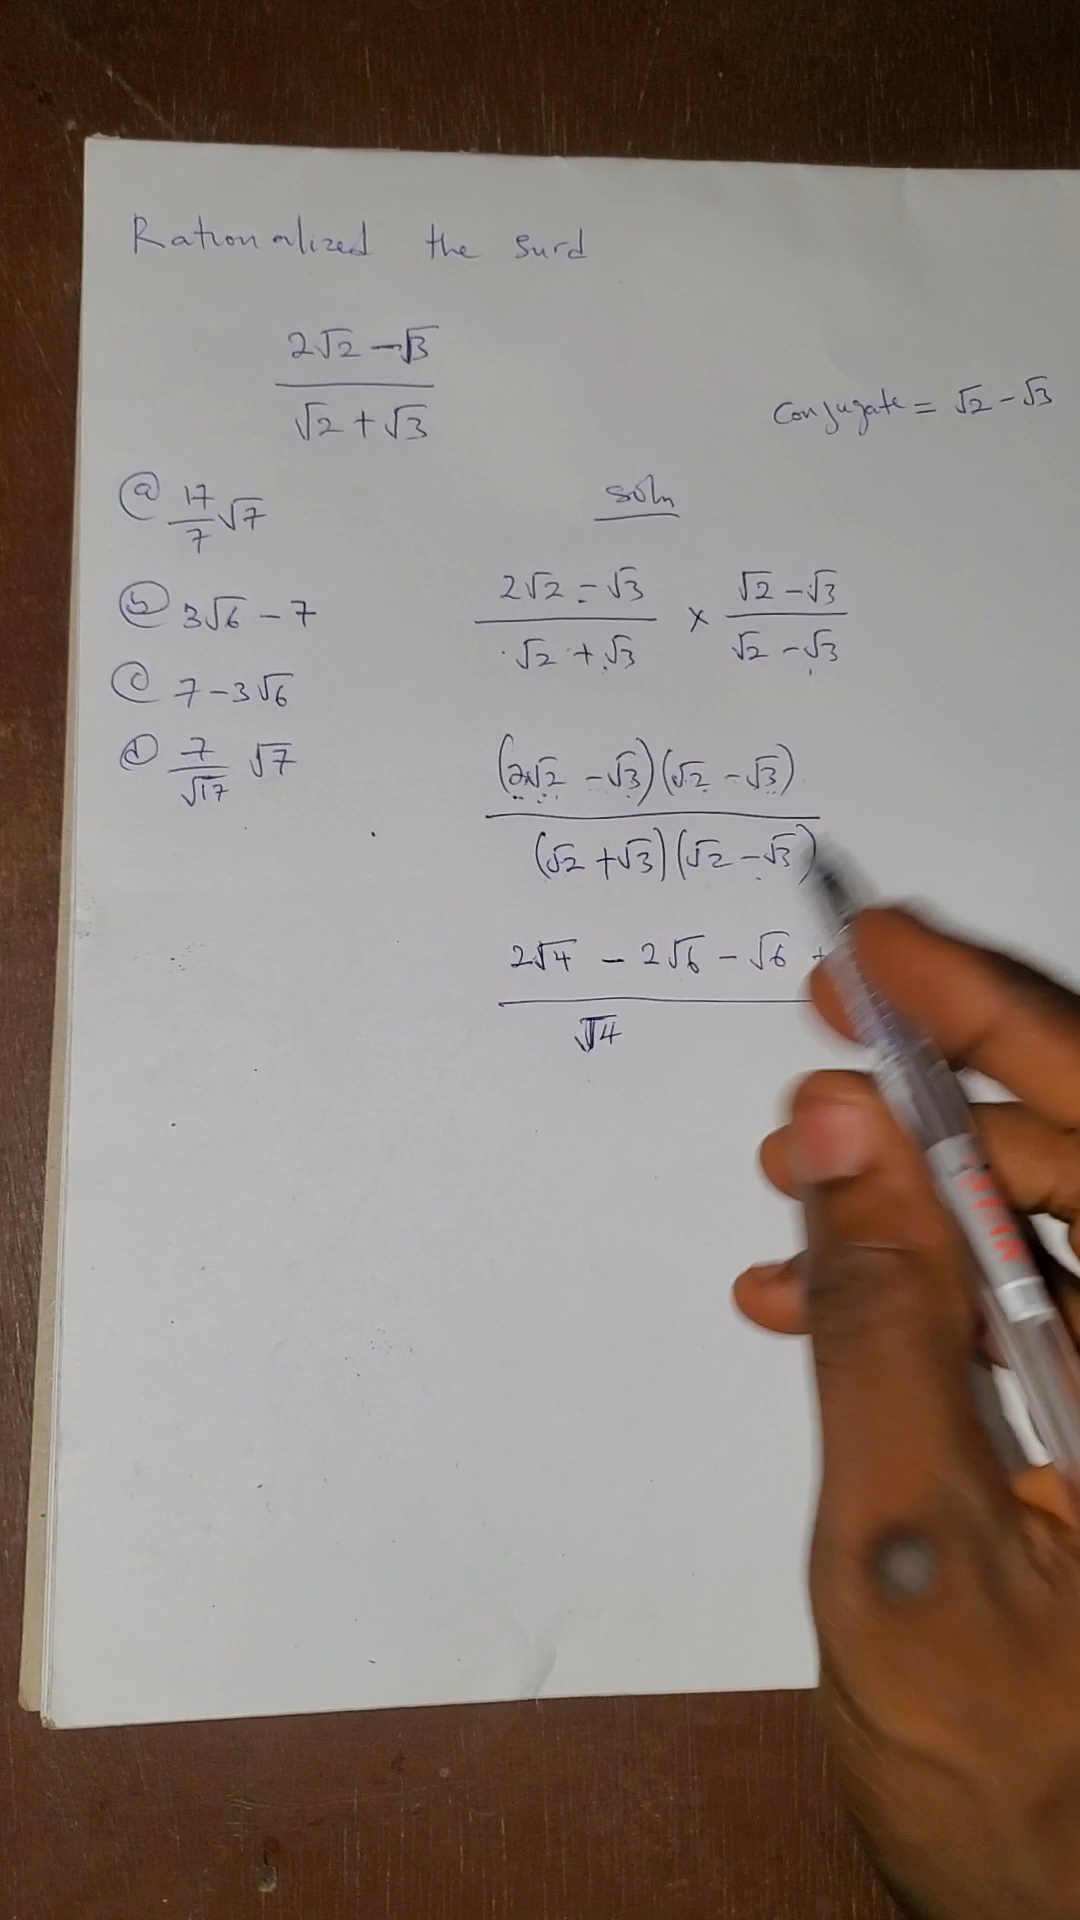 Rationalized the surd
2√2 - √3
√2 + √3
Conjugate = √2 - √3
(a) 17/7 √7
(b) 3√6 - 7
(c) 7 - 3√6
(d) 7/√17 √7
soln
2√2 - √3 / √2 + √3 × √2 - √3 / √2 - √3
(2√2 - √3)(√2 - √3)
(√2 + √3)(√2 - √3)
2√4 - 2√6 - √6 +
√4